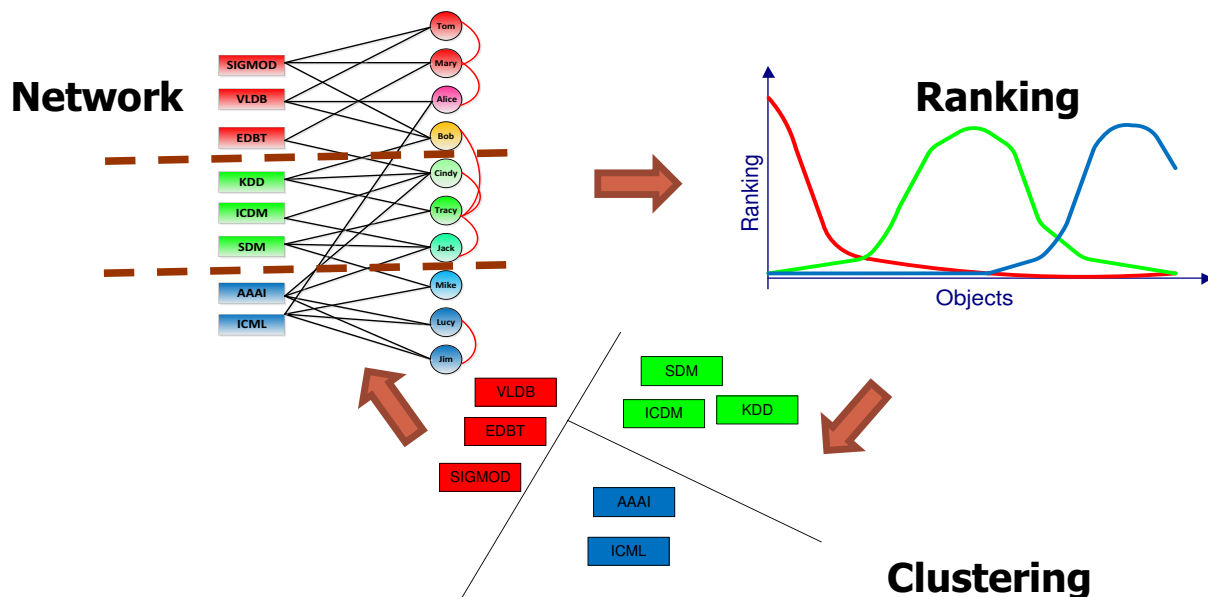 Network
SIGMOD
VLDB
EDBT
KDD
ICDM
SDM
AAAI
ICML
Tom
Mary
Alice
Bob
Cindy
Tracy
Jack
Mike
Lucy
Jim
Ranking
Ranking
Objects
VLDB
EDBT
SIGMOD
SDM
ICDM
KDD
AAAI
ICML
Clustering